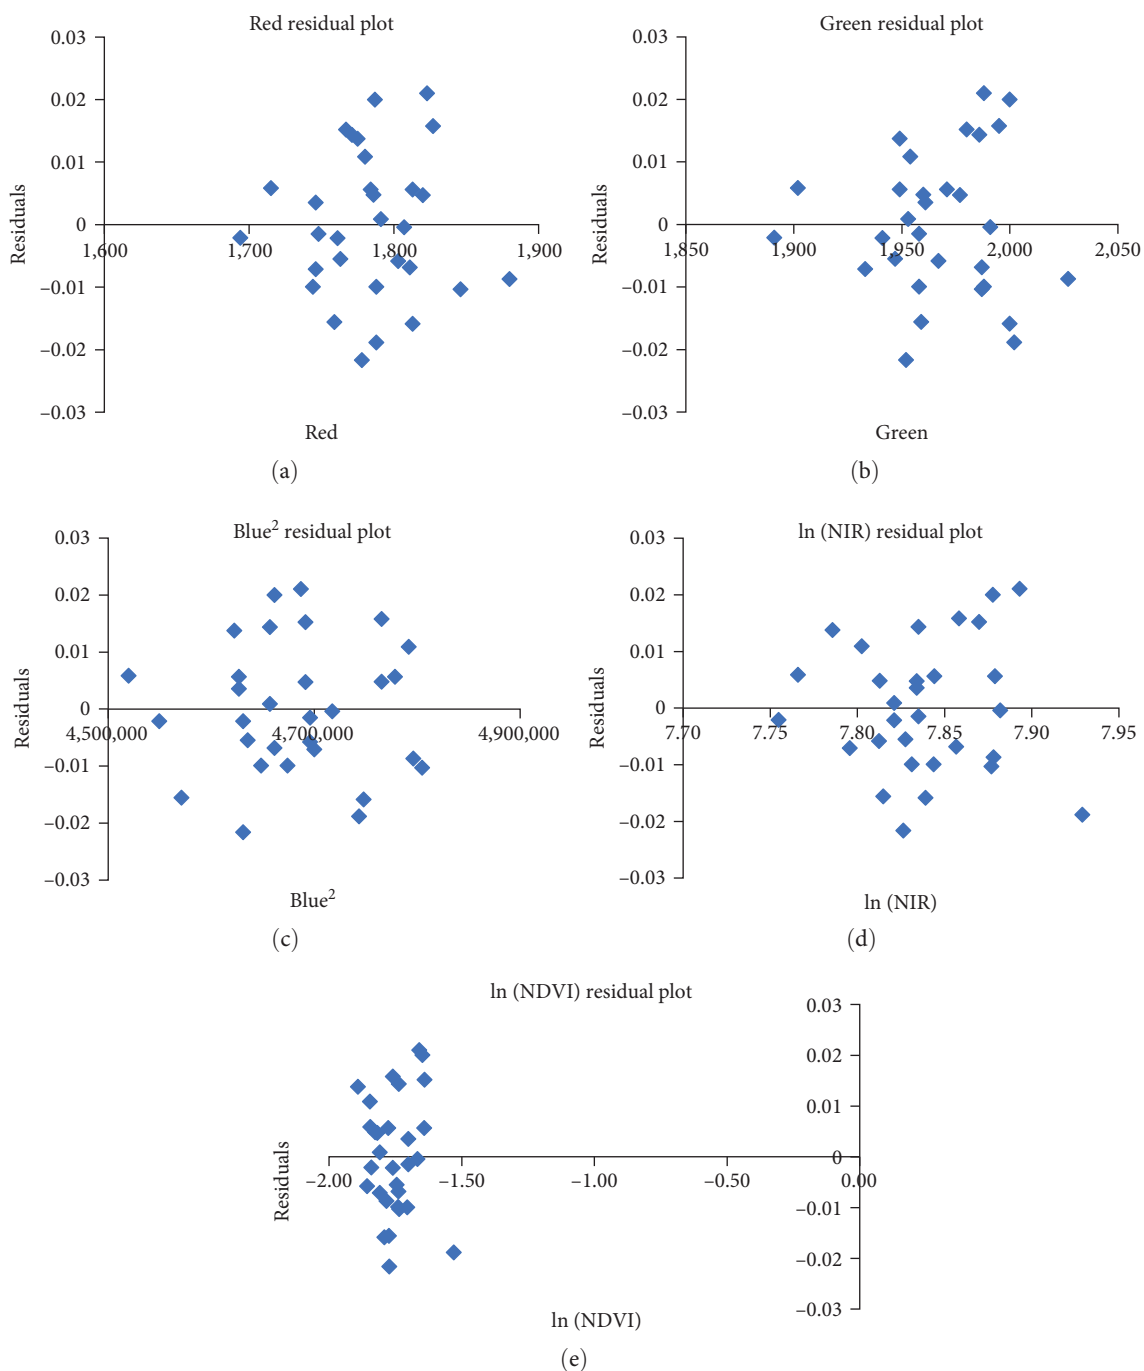 Red residual plot
0.03
0.02
0.01
0
−0.01
−0.02
−0.03
1,600
1,700
1,800
1,900
Residuals
Red
(a)
Green residual plot
0.03
0.02
0.01
0
−0.01
−0.02
−0.03
1,850
1,900
1,950
2,000
2,050
Residuals
Green
(b)
Blue² residual plot
0.03
0.02
0.01
0
−0.01
−0.02
−0.03
4,500,000
4,700,000
4,900,000
Residuals
Blue²
(c)
ln (NIR) residual plot
0.03
0.02
0.01
0
−0.01
−0.02
−0.03
7.70
7.75
7.80
7.85
7.90
7.95
Residuals
ln (NIR)
(d)
ln (NDVI) residual plot
0.03
0.02
0.01
0
−0.01
−0.02
−0.03
−2.00
−1.50
−1.00
−0.50
0.00
Residuals
ln (NDVI)
(e)